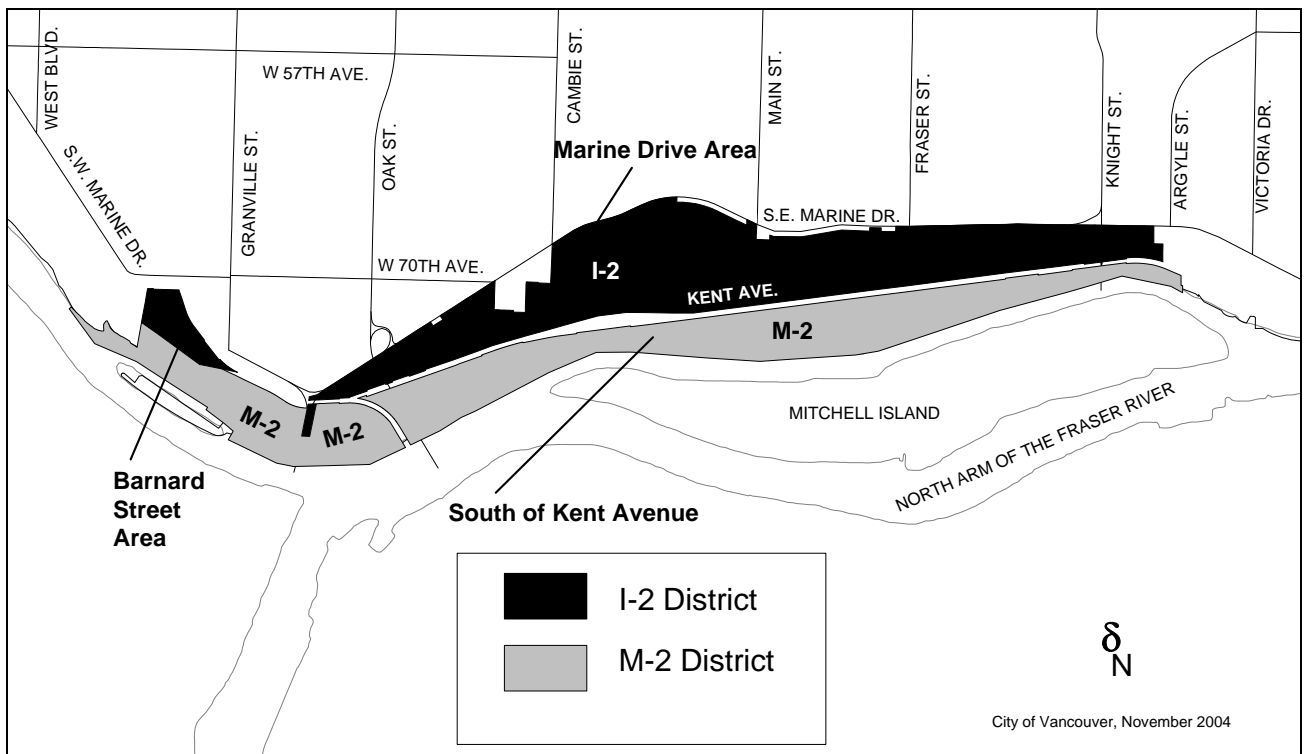 WEST BLVD.
W 57TH AVE.
GRANVILLE ST.
OAK ST.
CAMBIE ST.
MAIN ST.
FRASER ST.
KNIGHT ST.
ARGYLE ST.
VICTORIA DR.
S.W. MARINE DR.
Marine Drive Area
S.E. MARINE DR.
W 70TH AVE.
I-2
KENT AVE.
M-2
M-2
M-2
MITCHELL ISLAND
NORTH ARM OF THE FRASER RIVER
Barnard
Street
Area
South of Kent Avenue
I-2 District
M-2 District
δ
N
City of Vancouver, November 2004